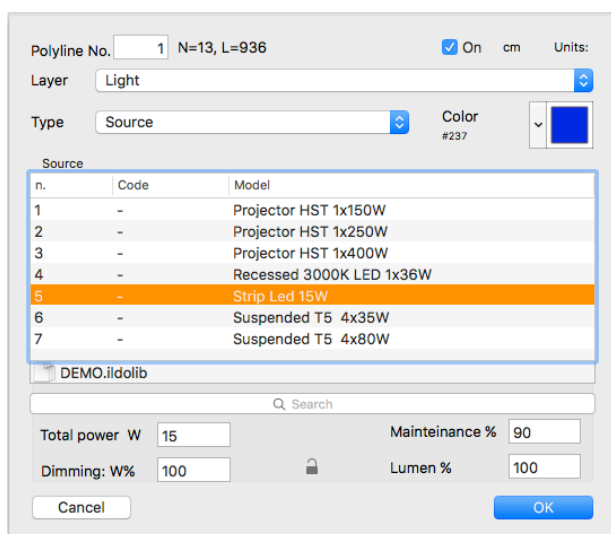 Polyline No. 1 N=13, L=936 On cm Units:
Layer Light
Type Source Color
#237
Source
n. Code Model
1 - Projector HST 1x150W
2 - Projector HST 1x250W
3 - Projector HST 1x400W
4 - Recessed 3000K LED 1x36W
5 - Strip Led 15W
6 - Suspended T5 4x35W
7 - Suspended T5 4x80W
DEMO.ildolib
Search
Total power W 15 Mainteinance % 90
Dimming: W% 100 Lumen % 100
Cancel OK